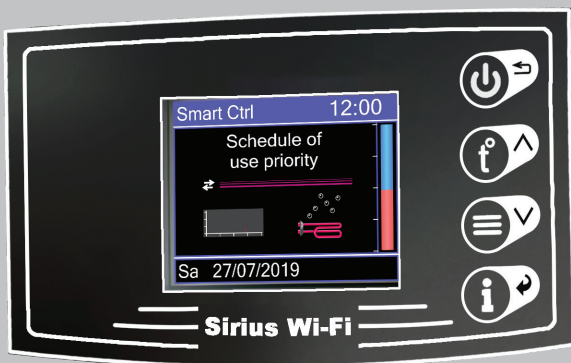 Smart Ctrl 12:00
Schedule of
use priority
Sa 27/07/2019
t°
i
Sirius Wi-Fi